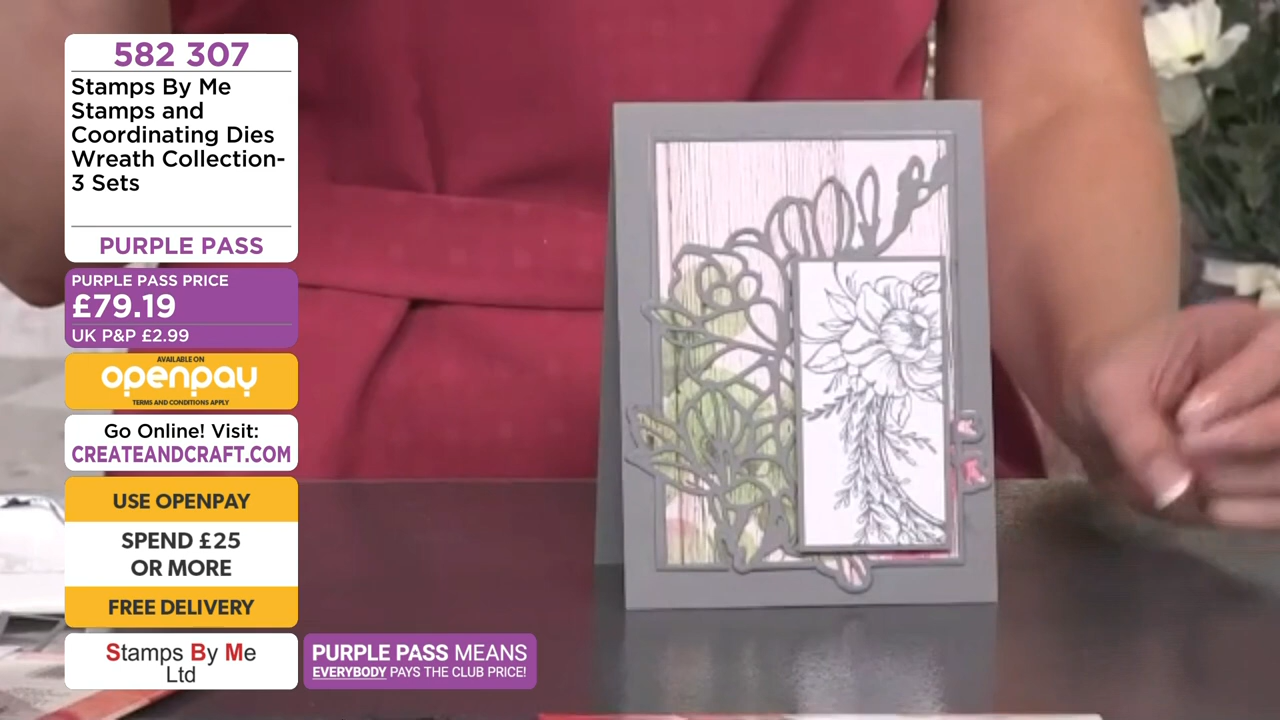 582 307
Stamps By Me
Stamps and
Coordinating Dies
Wreath Collection-
3 Sets
PURPLE PASS
PURPLE PASS PRICE
£79.19
UK P&P £2.99
AVAILABLE ON
openpay
TERMS AND CONDITIONS APPLY
Go Online! Visit:
CREATEANDCRAFT.COM
USE OPENPAY
SPEND £25
OR MORE
FREE DELIVERY
Stamps By Me
Ltd
PURPLE PASS MEANS
EVERYBODY PAYS THE CLUB PRICE!